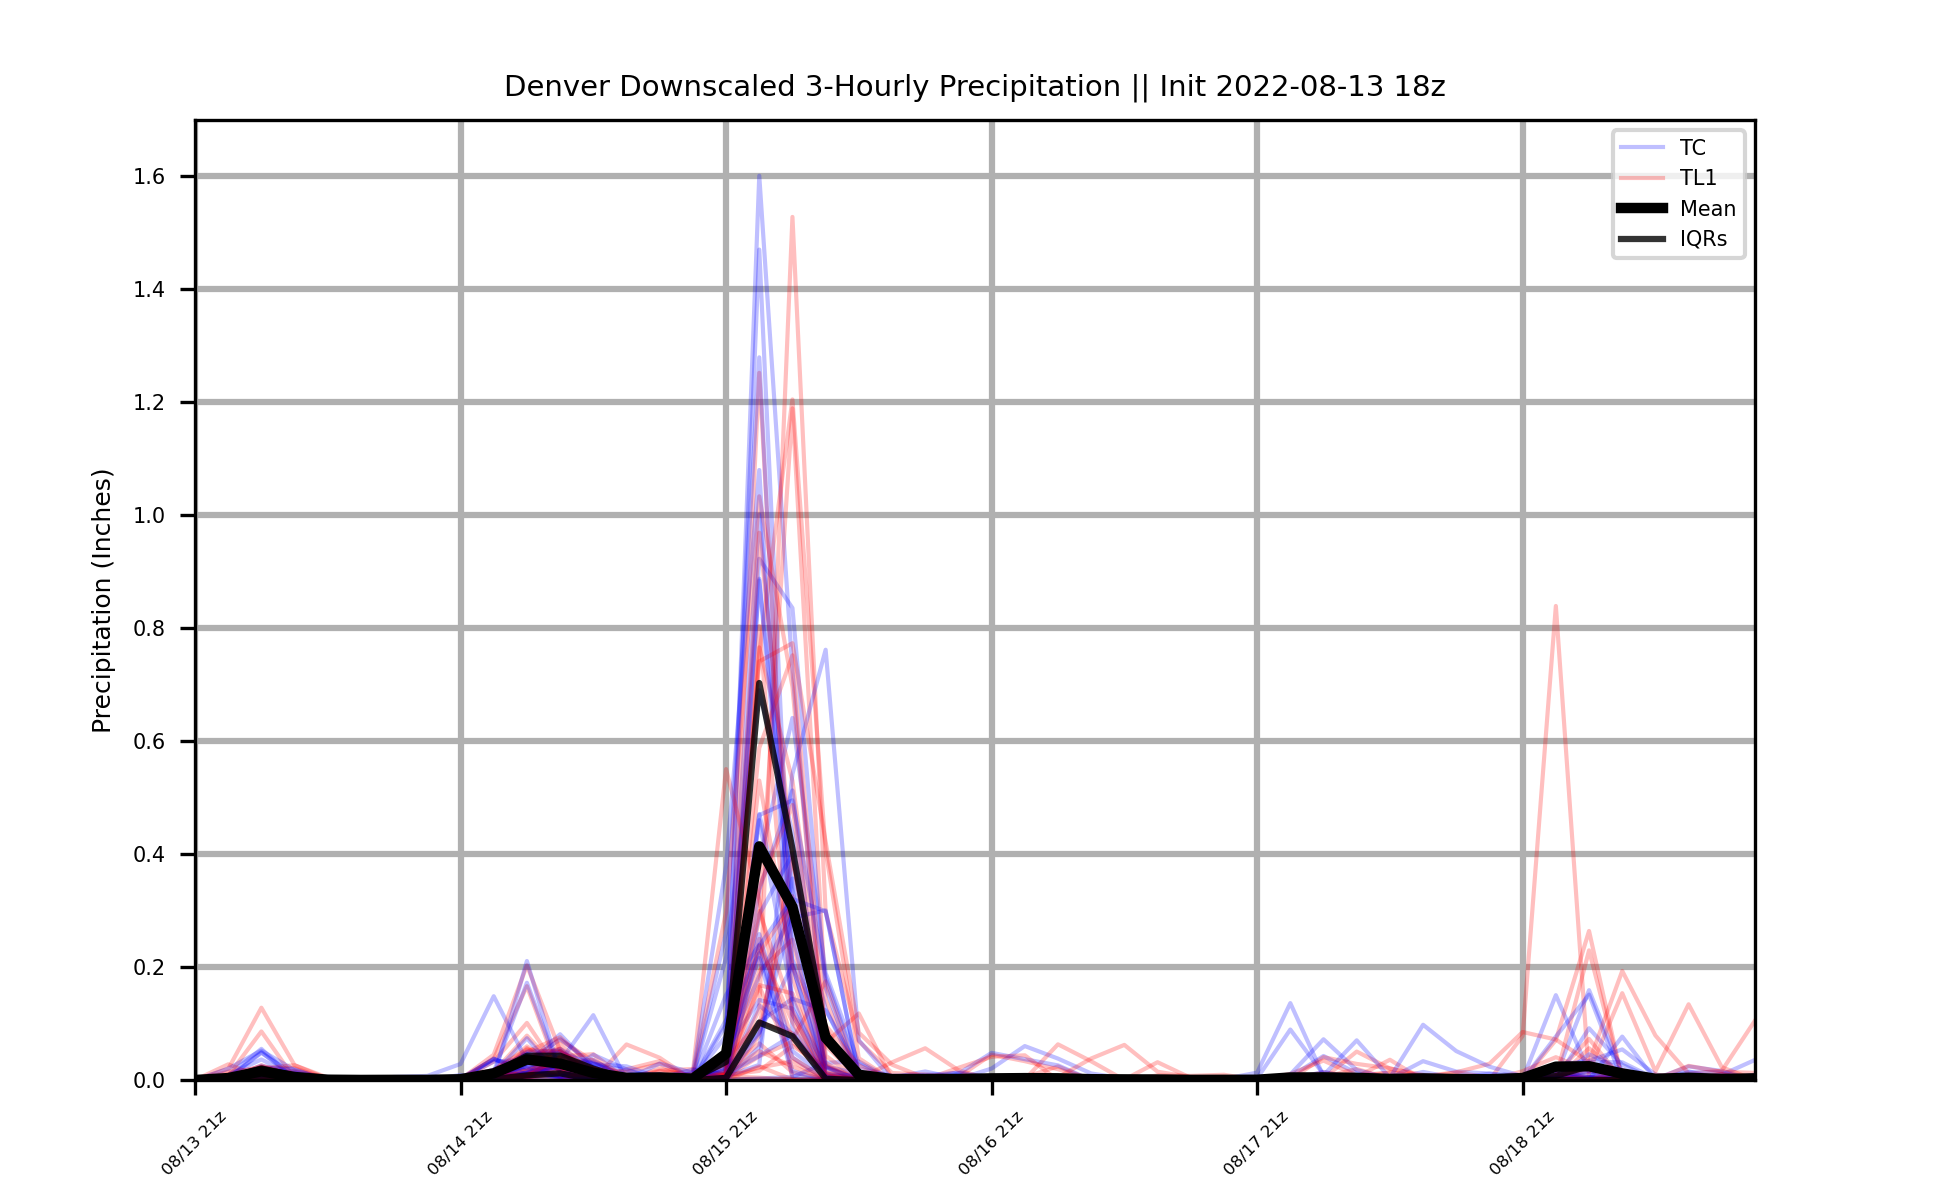 Denver Downscaled 3-Hourly Precipitation || Init 2022-08-13 18z
TC
TL1
Mean
IQRs
Precipitation (Inches)
1.6
1.4
1.2
1.0
0.8
0.6
0.4
0.2
0.0
08/13 21z
08/14 21z
08/15 21z
08/16 21z
08/17 21z
08/18 21z